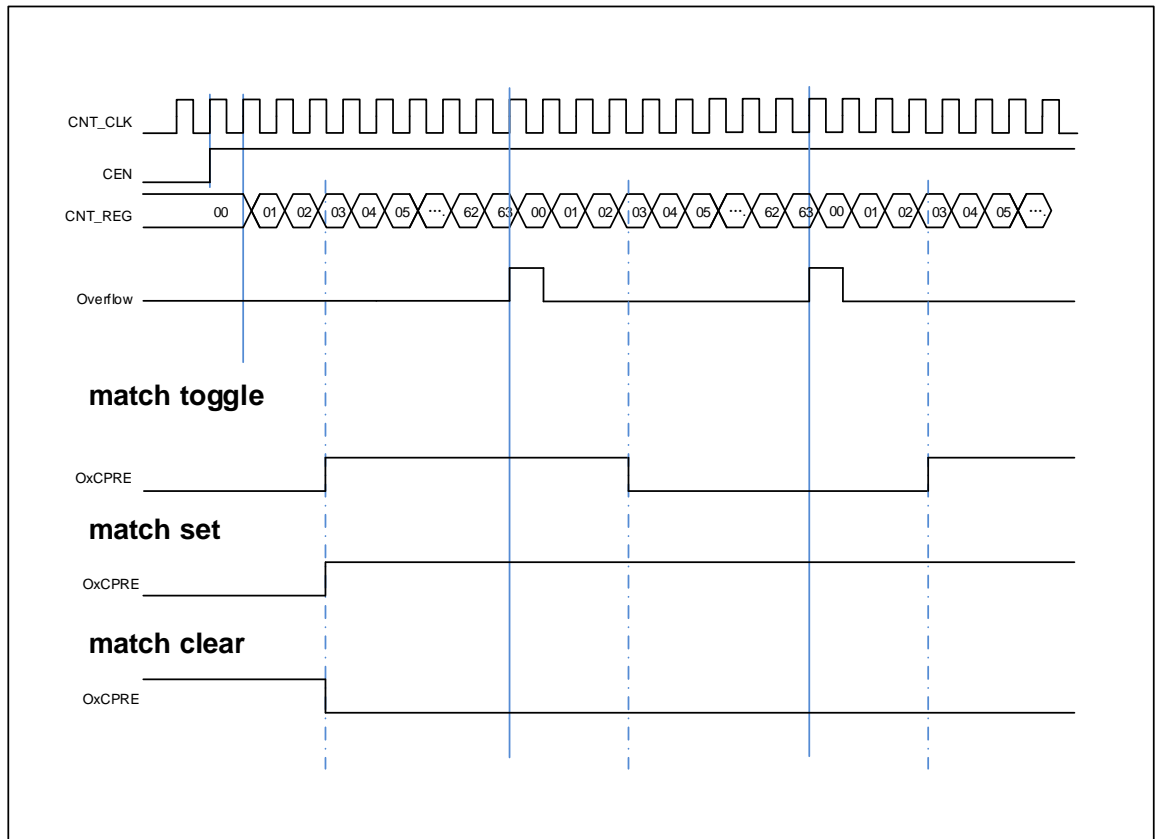 CNT_CLK
CEN
CNT_REG 00 01 02 03 04 05 ···. 62 63 00 01 02 03 04 05 ···. 62 63 00 01 02 03 04 05 ···.
Overflow
match toggle
OxCPRE
match set
OxCPRE
match clear
OxCPRE